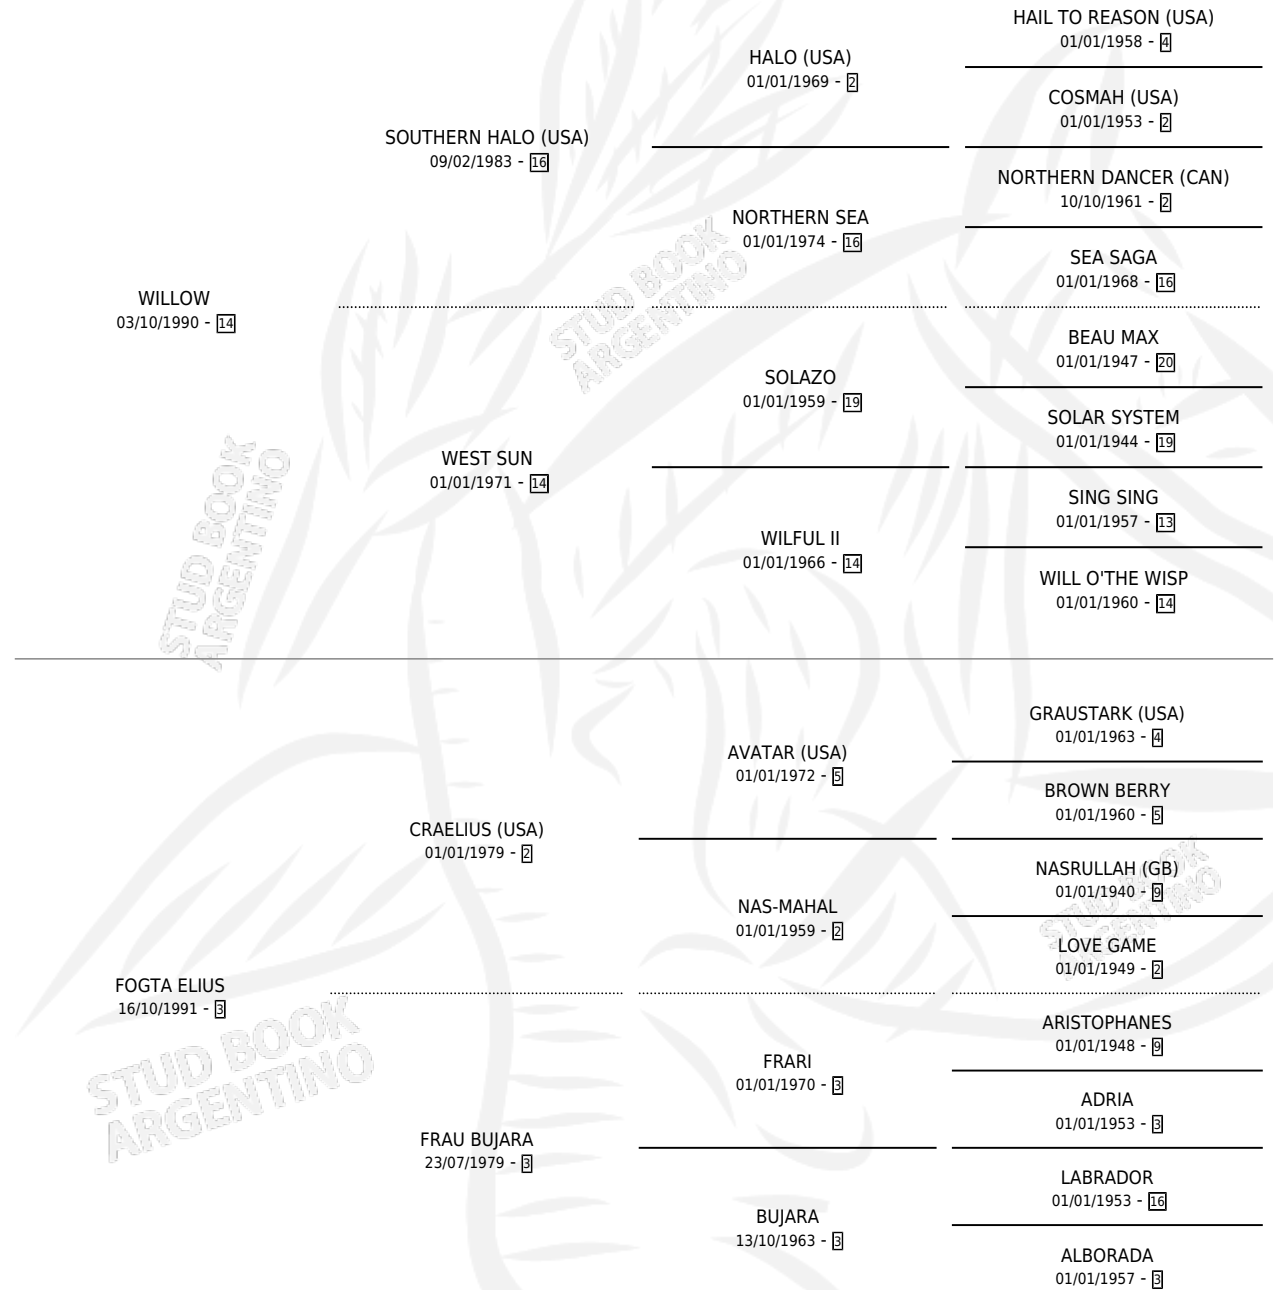 HAIL TO REASON (USA)
01/01/1958 - 4
HALO (USA)
01/01/1969 - 2
COSMAH (USA)
01/01/1953 - 2
SOUTHERN HALO (USA)
09/02/1983 - 16
NORTHERN DANCER (CAN)
10/10/1961 - 2
NORTHERN SEA
01/01/1974 - 16
SEA SAGA
01/01/1968 - 16
WILLOW
03/10/1990 - 14
BEAU MAX
01/01/1947 - 20
SOLAZO
01/01/1959 - 19
SOLAR SYSTEM
01/01/1944 - 19
WEST SUN
01/01/1971 - 14
SING SING
01/01/1957 - 13
WILFUL II
01/01/1966 - 14
WILL O'THE WISP
01/01/1960 - 14
GRAUSTARK (USA)
01/01/1963 - 4
AVATAR (USA)
01/01/1972 - 5
BROWN BERRY
01/01/1960 - 5
CRAELIUS (USA)
01/01/1979 - 2
NASRULLAH (GB)
01/01/1940 - 9
NAS-MAHAL
01/01/1959 - 2
LOVE GAME
01/01/1949 - 2
FOGTA ELIUS
16/10/1991 - 3
ARISTOPHANES
01/01/1948 - 9
FRARI
01/01/1970 - 3
ADRIA
01/01/1953 - 3
FRAU BUJARA
23/07/1979 - 3
LABRADOR
01/01/1953 - 16
BUJARA
13/10/1963 - 3
ALBORADA
01/01/1957 - 3
STUD BOOK
ARGENTINO
STUD BOOK
ARGENTINO
STUD BOOK
ARGENTINO
STUD BOOK
ARGENTINO